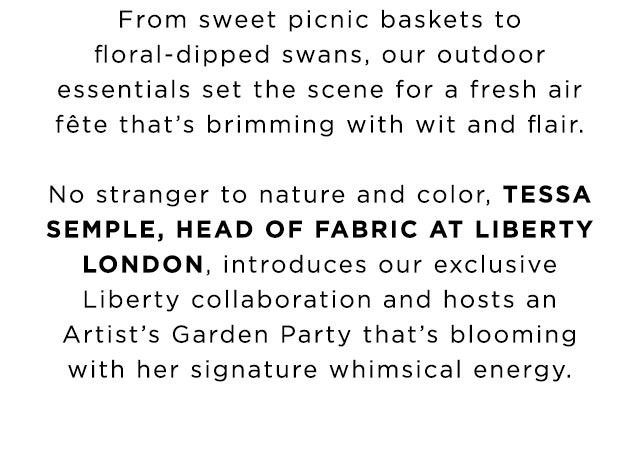 From sweet picnic baskets to
floral-dipped swans, our outdoor
essentials set the scene for a fresh air
fête that’s brimming with wit and flair.
No stranger to nature and color, TESSA
SEMPLE, HEAD OF FABRIC AT LIBERTY
LONDON, introduces our exclusive
Liberty collaboration and hosts an
Artist’s Garden Party that’s blooming
with her signature whimsical energy.